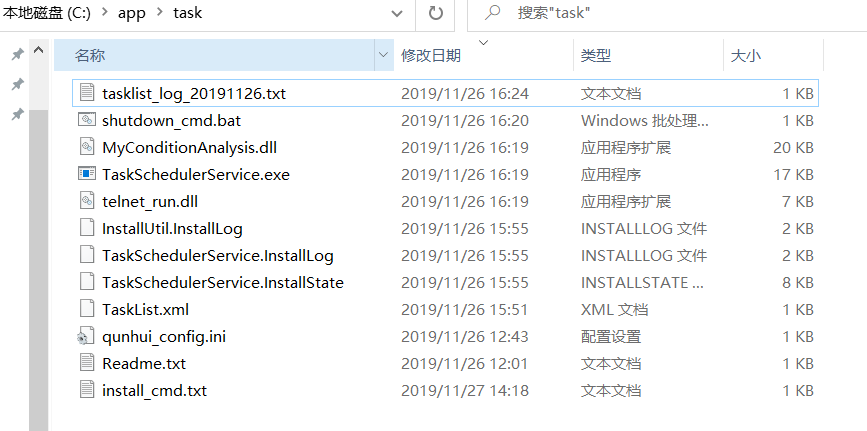 本地磁盘 (C:) > app > task 搜索"task"
名称 修改日期 类型 大小
tasklist_log_20191126.txt 2019/11/26 16:24 文本文档 1 KB
shutdown_cmd.bat 2019/11/26 16:20 Windows 批处理... 1 KB
MyConditionAnalysis.dll 2019/11/26 16:19 应用程序扩展 20 KB
TaskSchedulerService.exe 2019/11/26 16:19 应用程序 17 KB
telnet_run.dll 2019/11/26 16:19 应用程序扩展 7 KB
InstallUtil.InstallLog 2019/11/26 15:55 INSTALLLOG 文件 2 KB
TaskSchedulerService.InstallLog 2019/11/26 15:55 INSTALLLOG 文件 2 KB
TaskSchedulerService.InstallState 2019/11/26 15:55 INSTALLSTATE ... 8 KB
TaskList.xml 2019/11/26 15:51 XML 文档 1 KB
qunhui_config.ini 2019/11/26 12:43 配置设置 1 KB
Readme.txt 2019/11/26 12:01 文本文档 1 KB
install_cmd.txt 2019/11/27 14:18 文本文档 1 KB